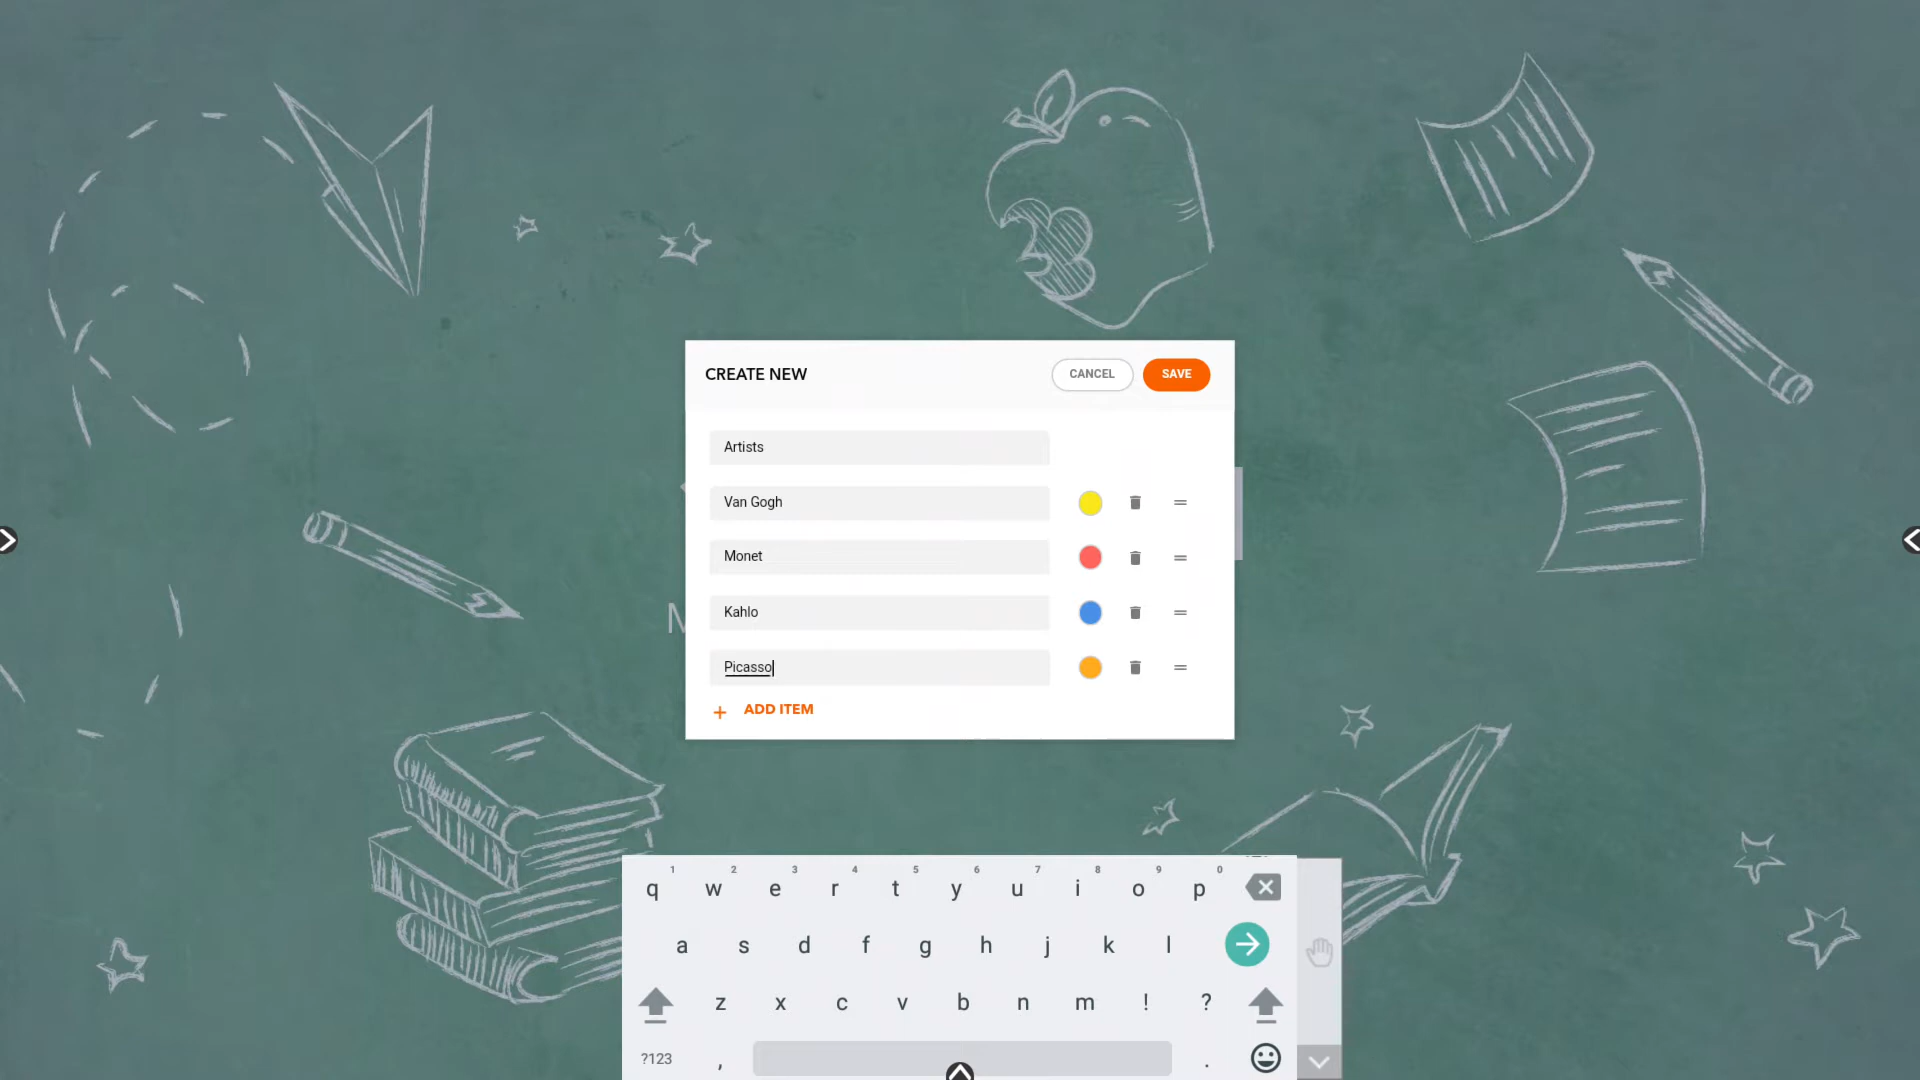 CREATE NEW
CANCEL
SAVE
Artists
Van Gogh
Monet
Kahlo
Picasso
+ ADD ITEM
1 2 3 4 5 6 7 8 9 0
q w e r t y u i o p
a s d f g h j k l
z x c v b n m ! ?
?123 , .